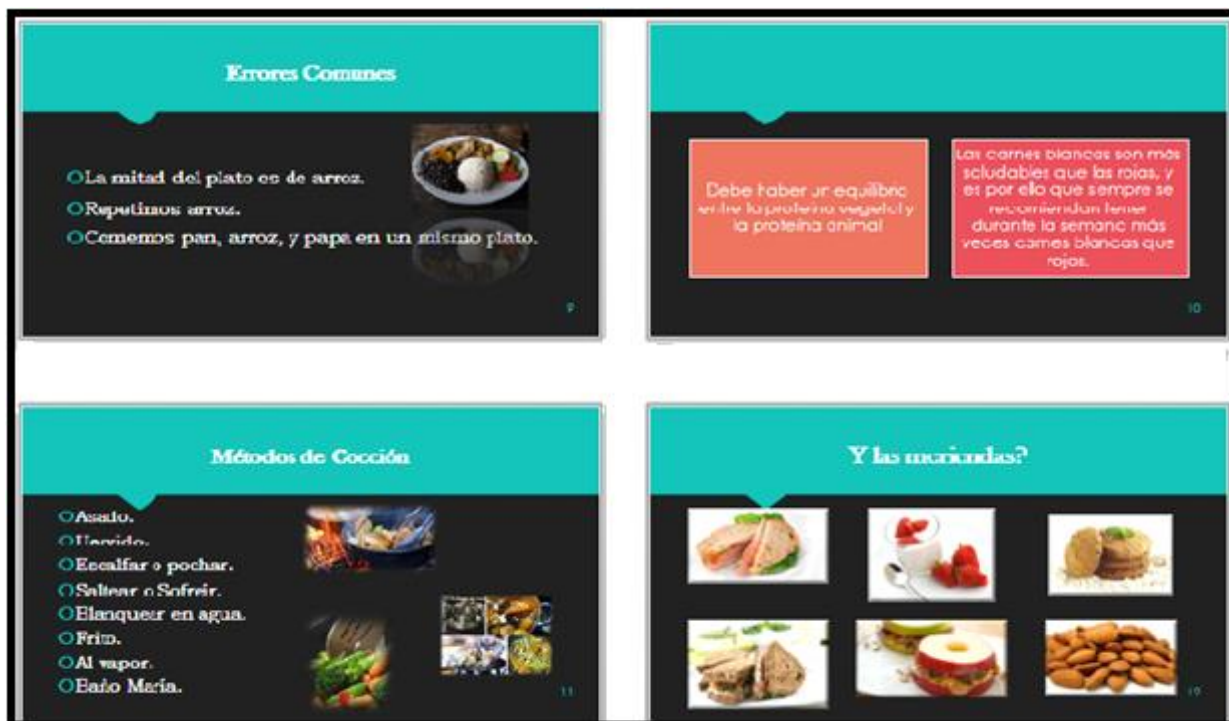 Errores Comunes
La mitad del plato es de arroz.
Repetimos arroz.
Comemos pan, arroz, y papa en un mismo plato.
9
Debe haber un equilibrio
entre la proteína vegetal y
la proteína animal
Las carnes blancas son más
saludables que las rojas, y
es por ello que siempre se
recomiendan tener
durante la semana más
veces carnes blancas que
rojas.
10
Métodos de Cocción
Asado.
Hervido.
Escalfar o pochar.
Saltear o Sofreír.
Blanquear en agua.
Frito.
Al vapor.
Baño María.
11
Y las meriendas?
12